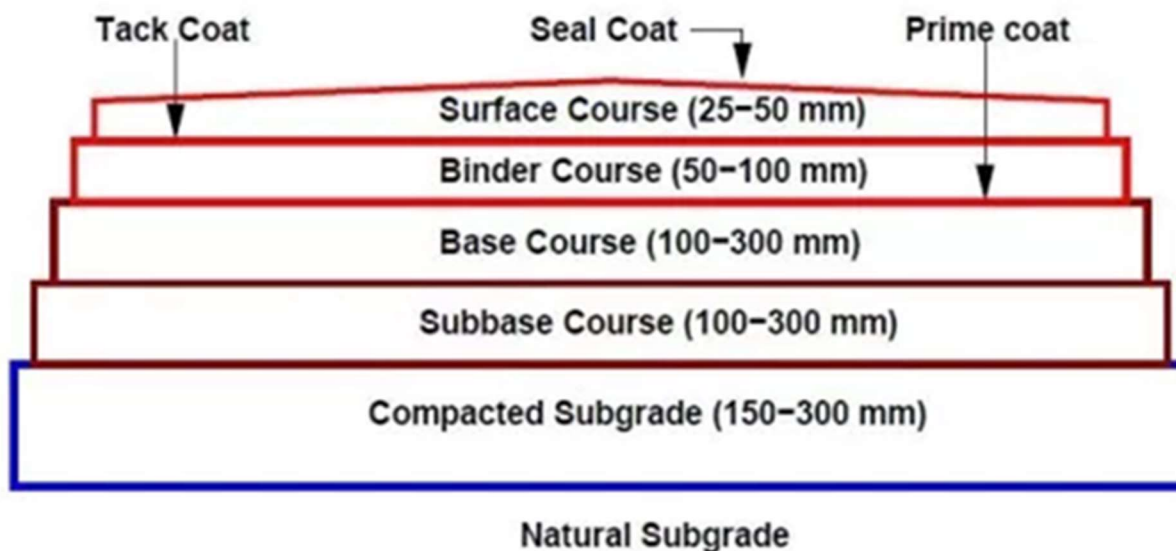 Tack Coat
Seal Coat
Prime coat
Surface Course (25−50 mm)
Binder Course (50−100 mm)
Base Course (100−300 mm)
Subbase Course (100−300 mm)
Compacted Subgrade (150−300 mm)
Natural Subgrade